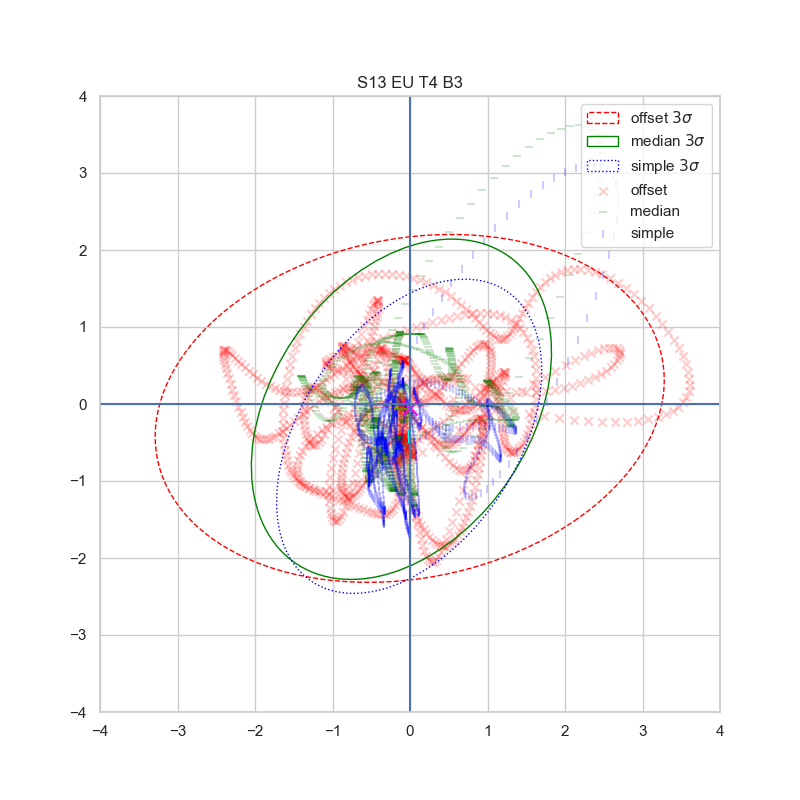 S13 EU T4 B3
offset 3σ
median 3σ
simple 3σ
offset
median
simple
4
3
2
1
0
−1
−2
−3
−4
−4 −3 −2 −1 0 1 2 3 4